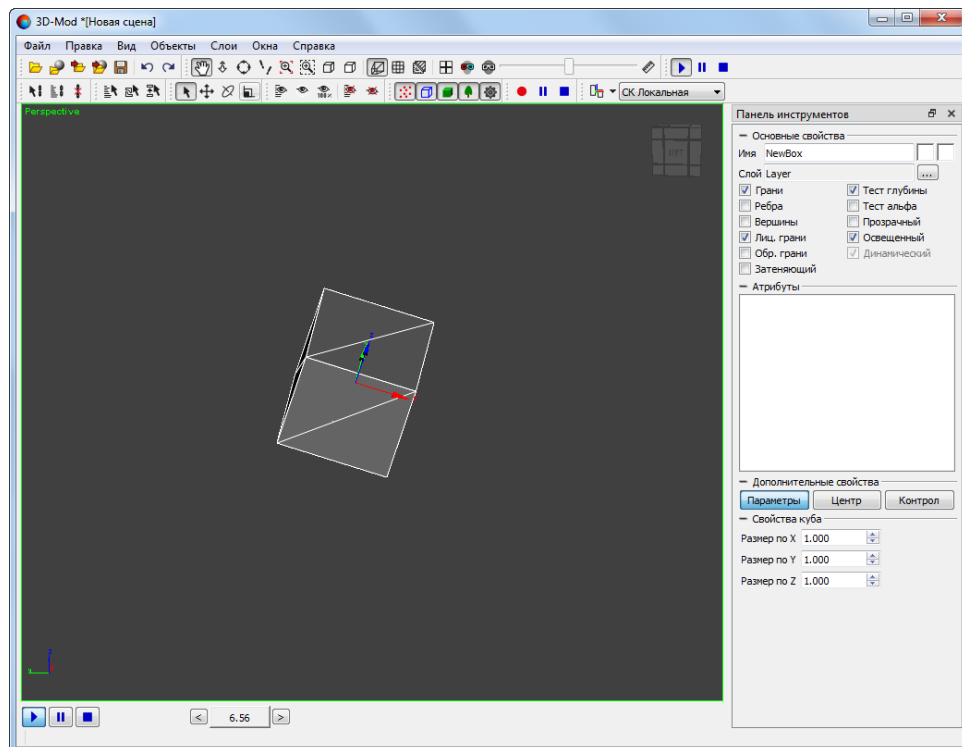 3D-Mod *[Новая сцена]
Файл Правка Вид Объекты Слои Окна Справка
100%
СК Локальная
Perspective
Панель инструментов
Основные свойства
Имя NewBox
Слой Layer ...
Грани Тест глубины
Ребра Тест альфа
Вершины Прозрачный
Лиц. грани Освещенный
Обр. грани Динамический
Затеняющий
Атрибуты
z
Дополнительные свойства
Параметры Центр Контрол
Свойства куба
Размер по X 1.000
Размер по Y 1.000
Размер по Z 1.000
z
< 6.56 >